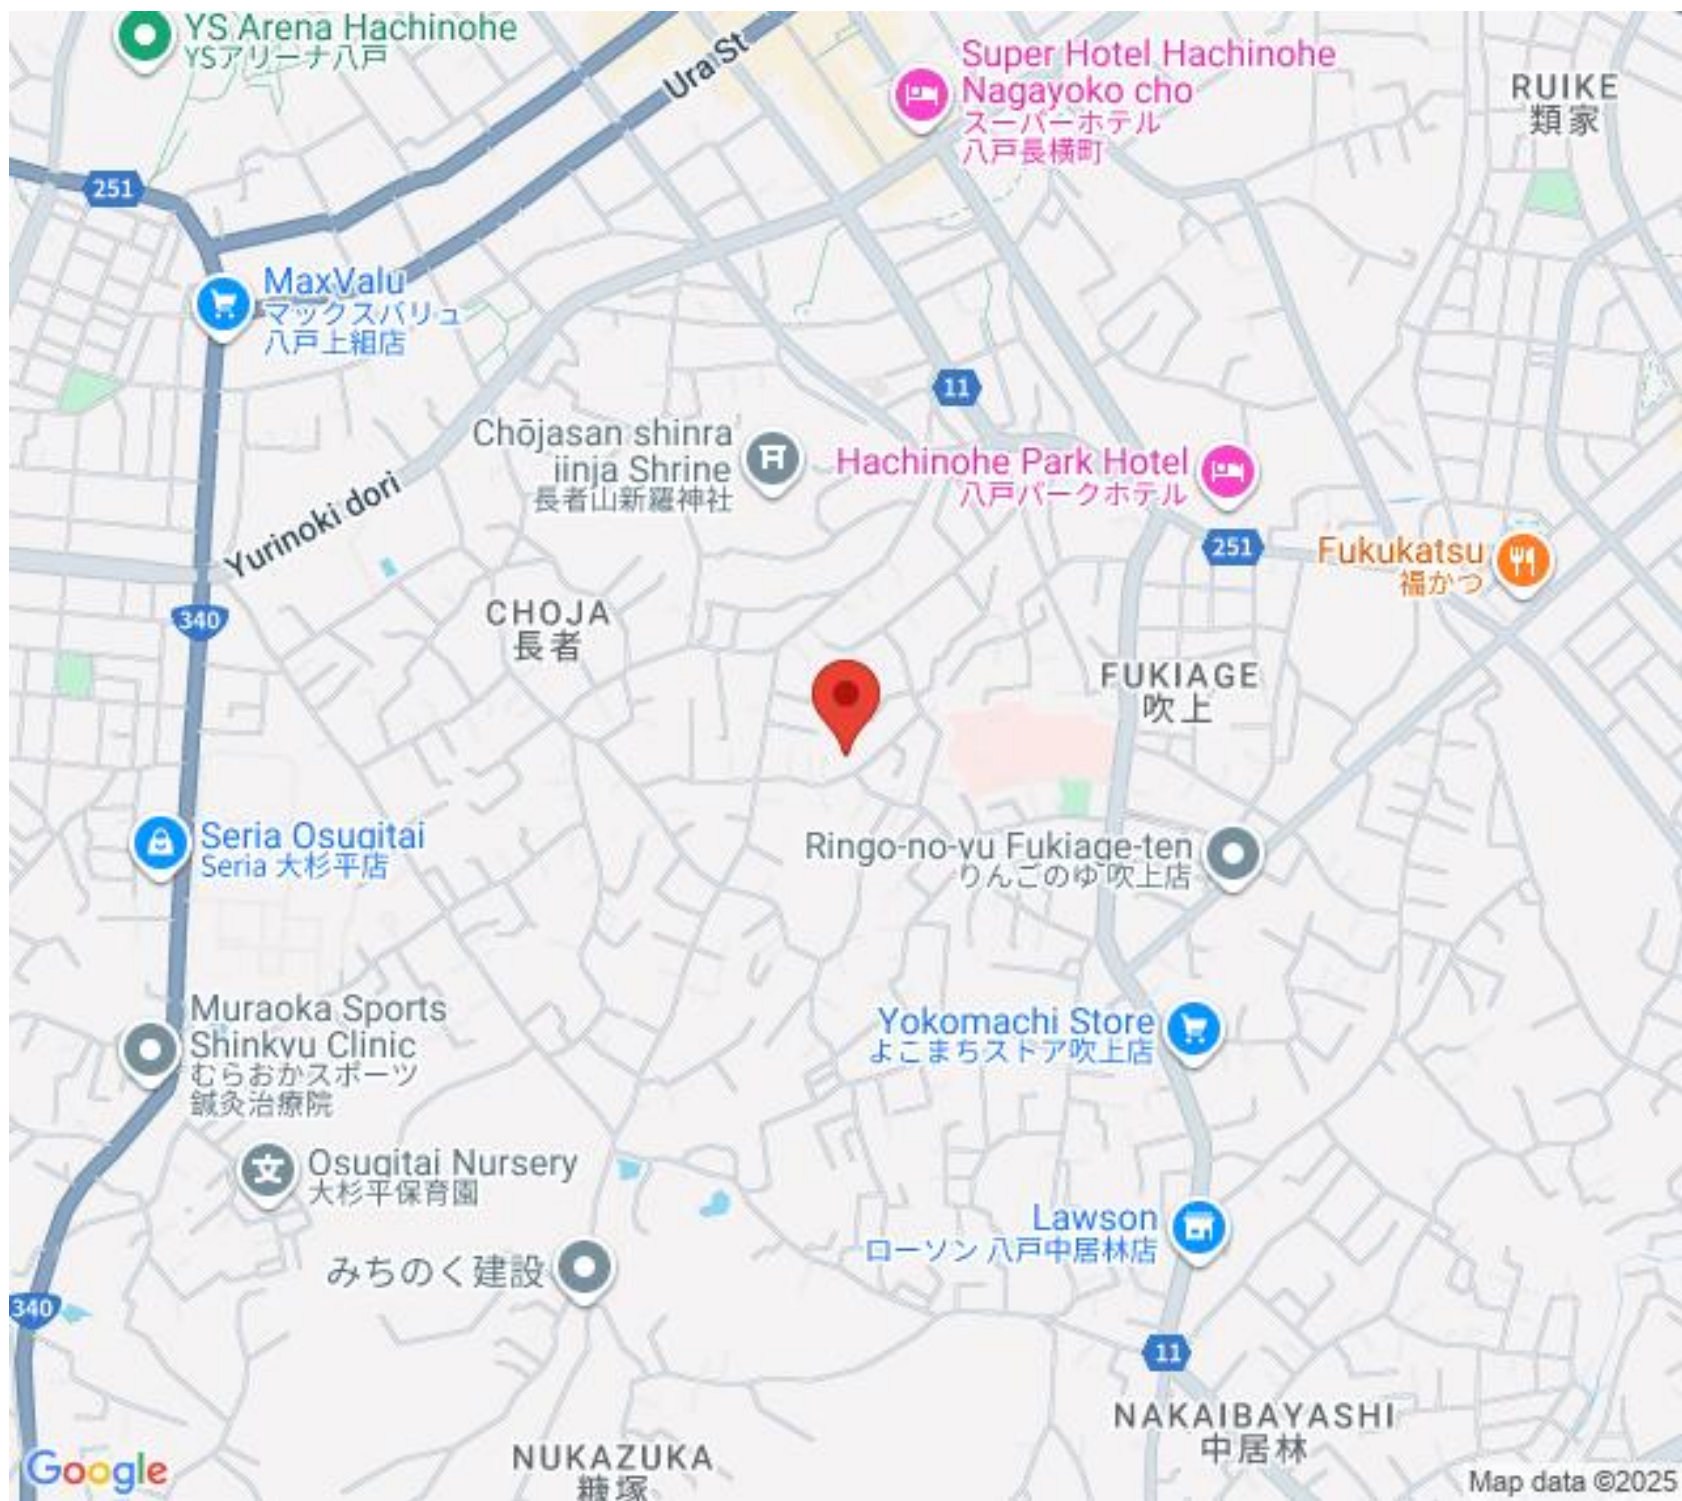 YS Arena Hachinohe
YSアリーナ八戸
Ura St
Super Hotel Hachinohe
Nagayoko cho
スーパーホテル
八戸長横町
RUIKE
類家
251
MaxValu
マックスバリュ
八戸上組店
11
Chōjasan shinra
jinja Shrine
長者山新羅神社
Hachinohe Park Hotel
八戸パークホテル
Yurinoki dori
251
Fukukatsu
福かつ
340
CHOJA
長者
FUKIAGE
吹上
Seria Osugitai
Seria 大杉平店
Ringo-no-yu Fukiage-ten
りんごのゆ 吹上店
Muraoka Sports
Shinkyu Clinic
むらおかスポーツ
鍼灸治療院
Yokomachi Store
よこまちストア吹上店
Osugitai Nursery
大杉平保育園
Lawson
ローソン 八戸中居林店
みちのく建設
340
11
NAKAIBAYASHI
中居林
NUKAZUKA
糠塚
Google
Map data ©2025